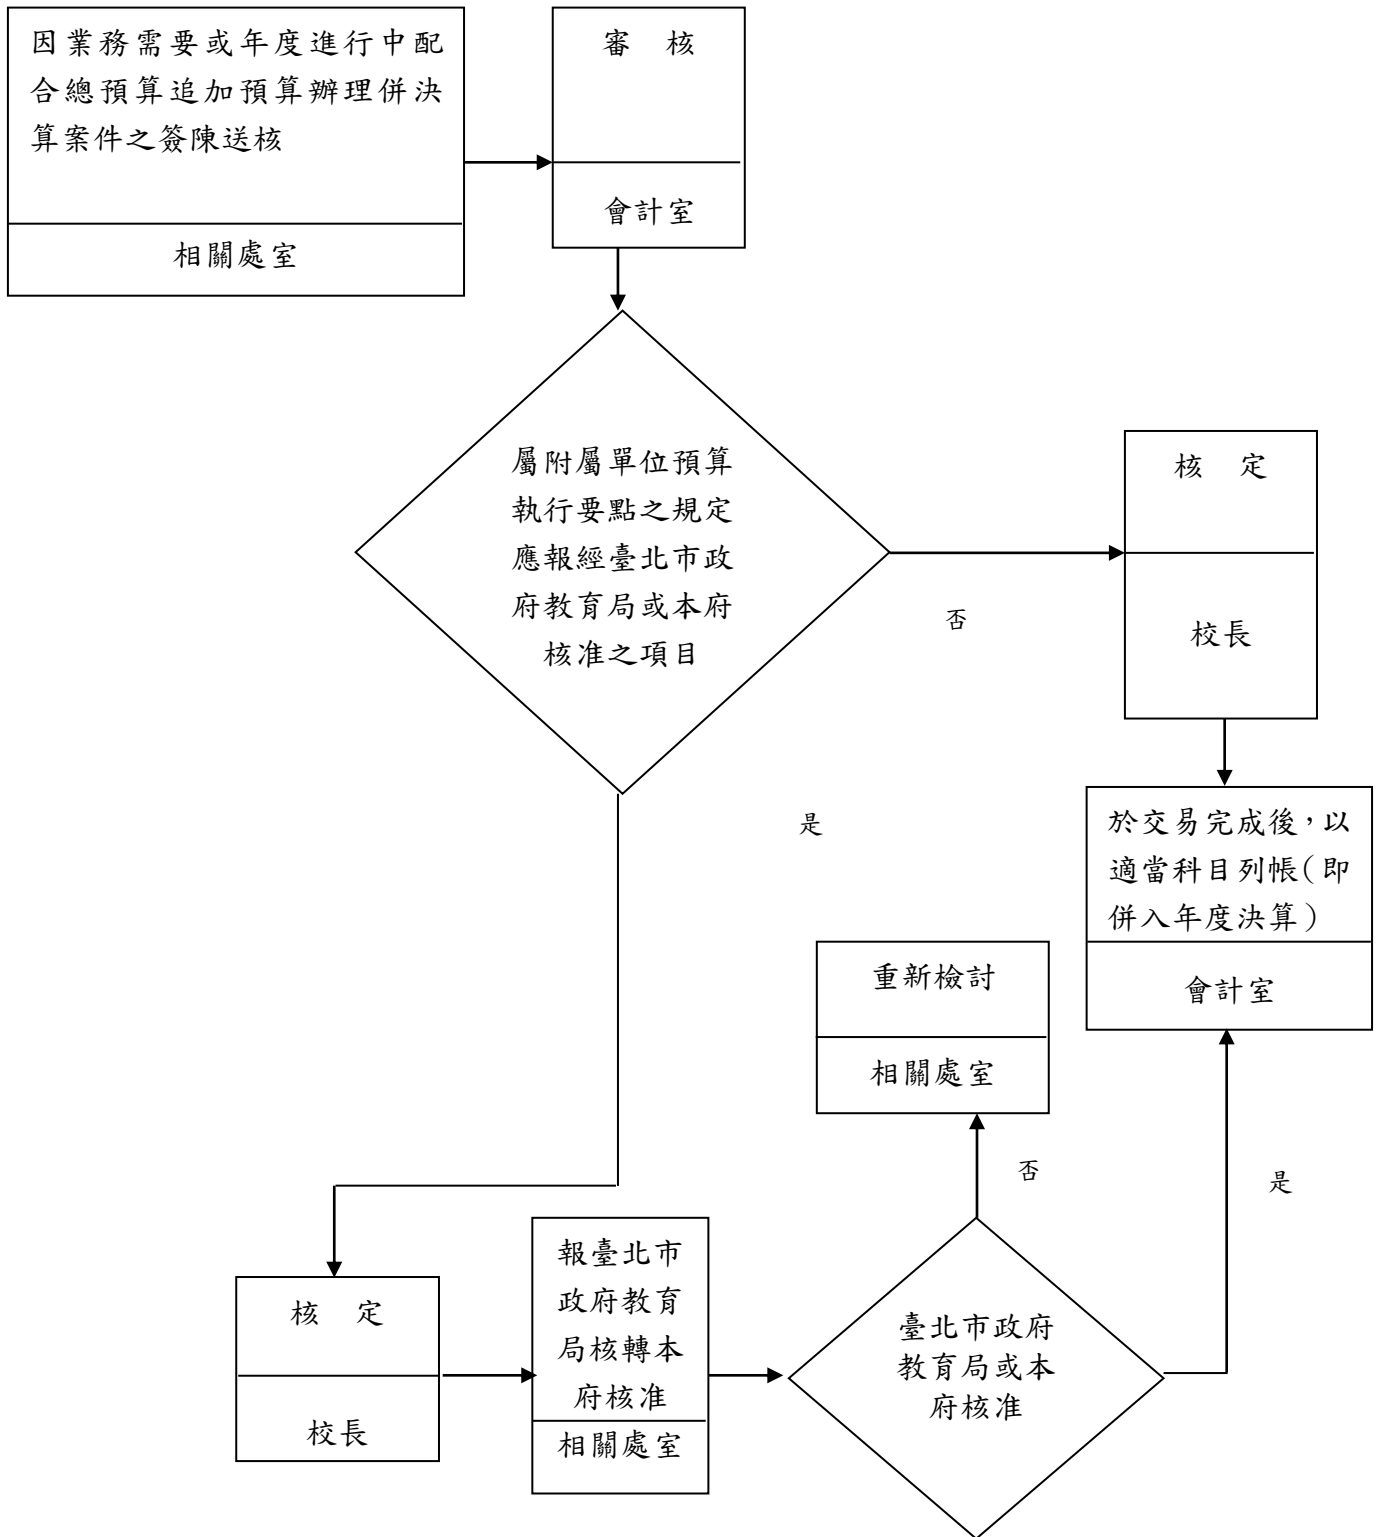 因業務需要或年度進行中配
合總預算追加預算辦理併決
算案件之簽陳送核
相關處室
審　核
會計室
屬附屬單位預算
執行要點之規定
應報經臺北市政
府教育局或本府
核准之項目
否
核　定
校長
是
於交易完成後，以
適當科目列帳（即
併入年度決算）
會計室
重新檢討
相關處室
否
是
核　定
校長
報臺北市
政府教育
局核轉本
府核准
相關處室
臺北市政府
教育局或本
府核准